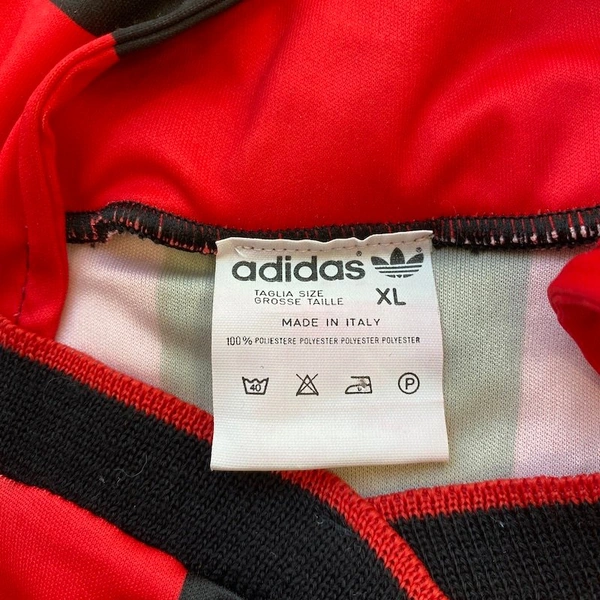 adidas
TAGLIA SIZE
GROSSE TAILLE XL
MADE IN ITALY
100% POLIESTERE POLYESTER POLYESTER POLYESTER
40 P